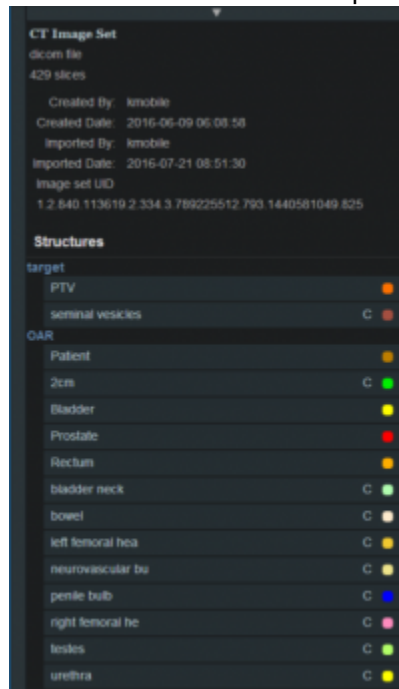 CT Image Set
dicom file
429 slices
Created By: kmobile
Created Date: 2016-06-09 06:08:58
Imported By: kmobile
Imported Date: 2016-07-21 08:51:30
Image set UID
1.2.840.113619.2.334.3.789225512.793.1440581049.825
Structures
target
PTV
seminal vesicles C
OAR
Patient
2cm C
Bladder
Prostate
Rectum
bladder neck C
bowel C
left femoral hea C
neurovascular bu C
penile bulb C
right femoral he C
testes C
urethra C